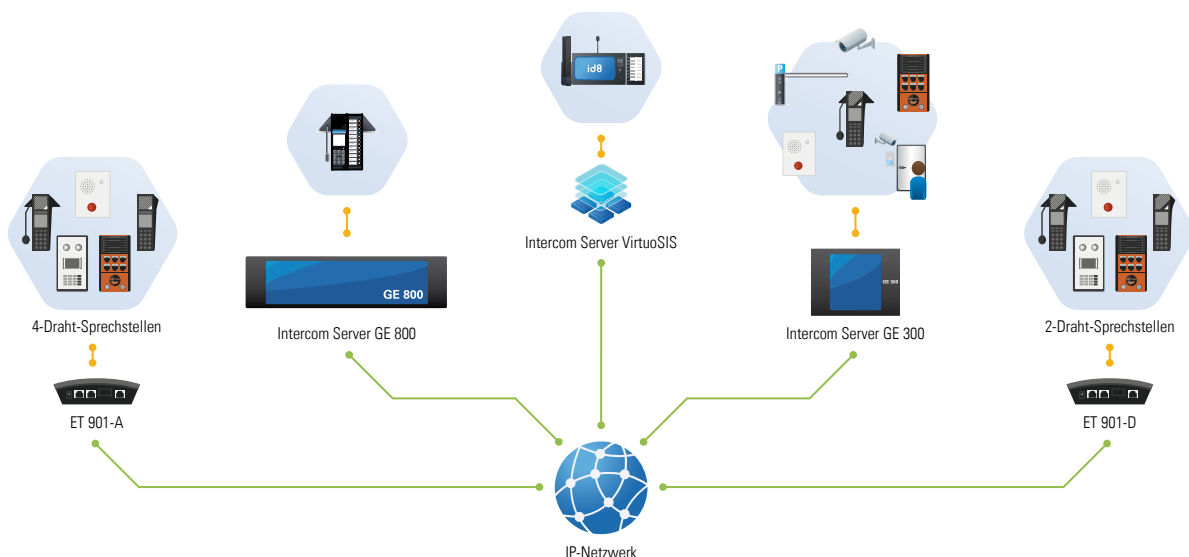 id8
P
Intercom Server VirtuoSIS
GE 800
GE 300
4-Draht-Sprechstellen
Intercom Server GE 800
Intercom Server GE 300
2-Draht-Sprechstellen
ET 901-A
ET 901-D
IP-Netzwerk